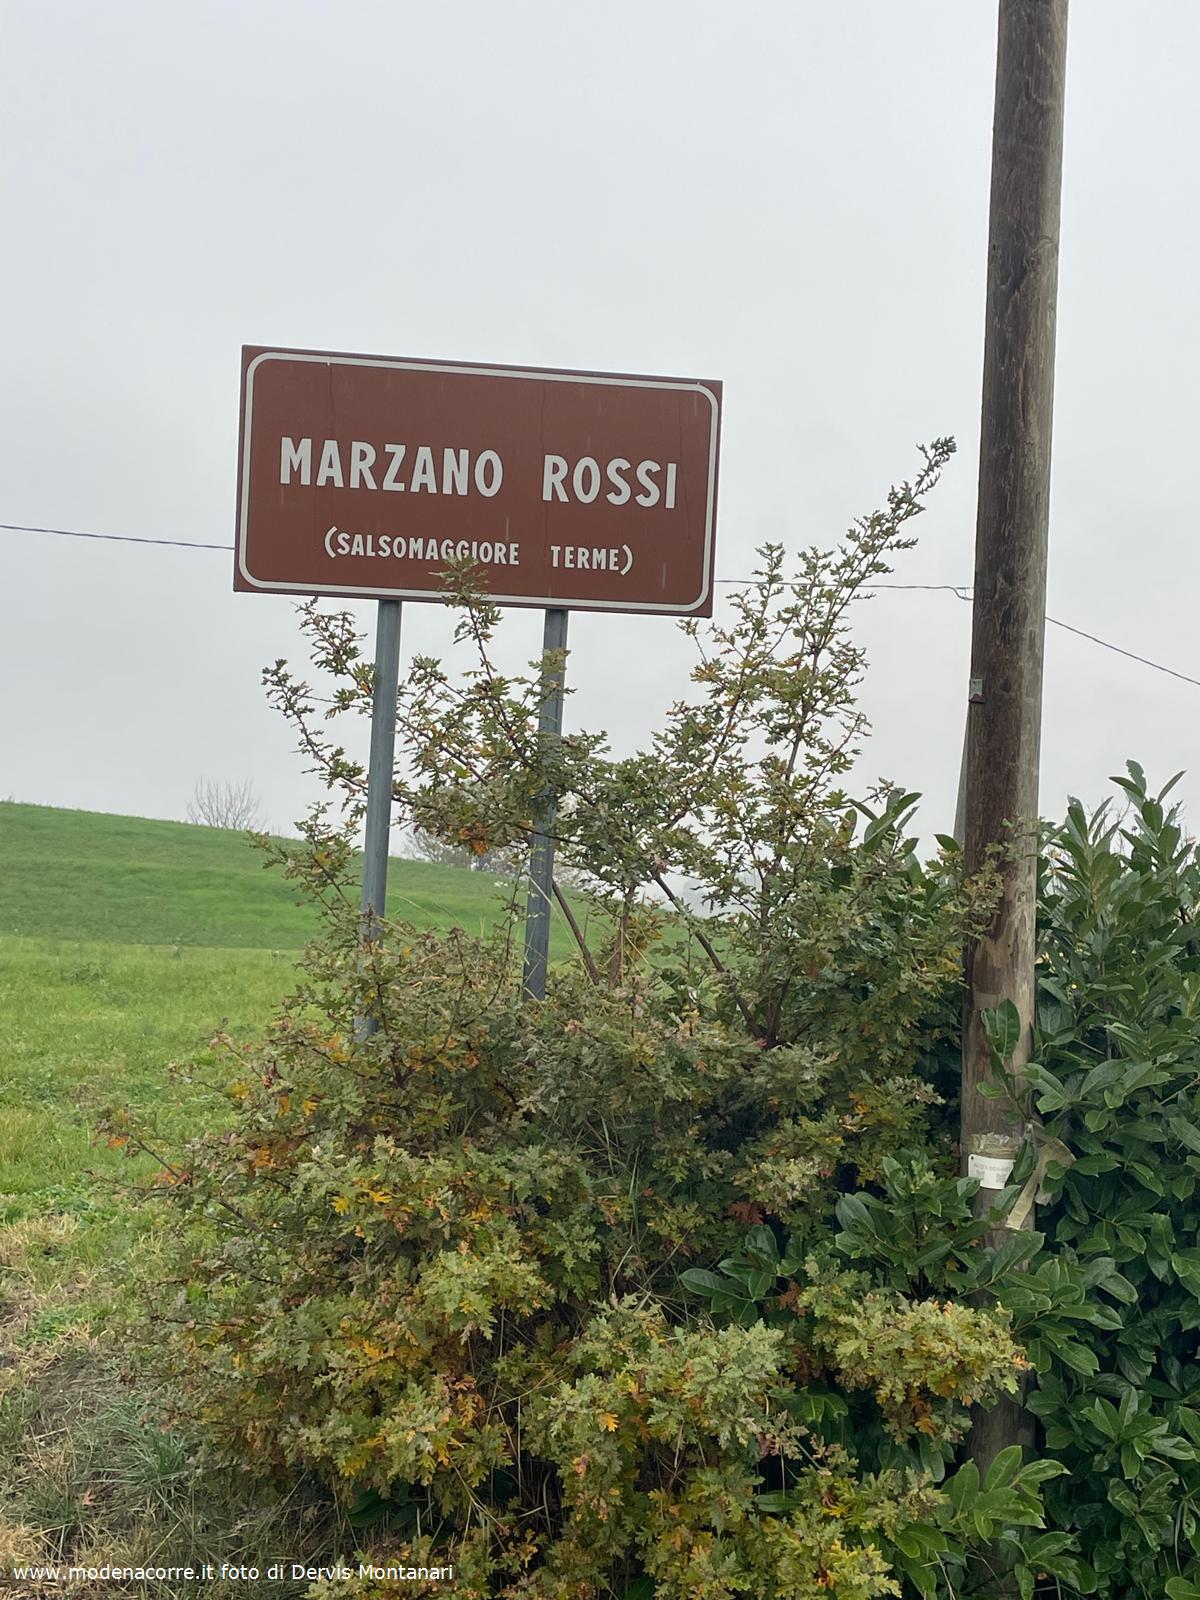 MARZANO ROSSI
(SALSOMAGGIORE TERME)
www.modenacorre.it foto di Dervis Montanari